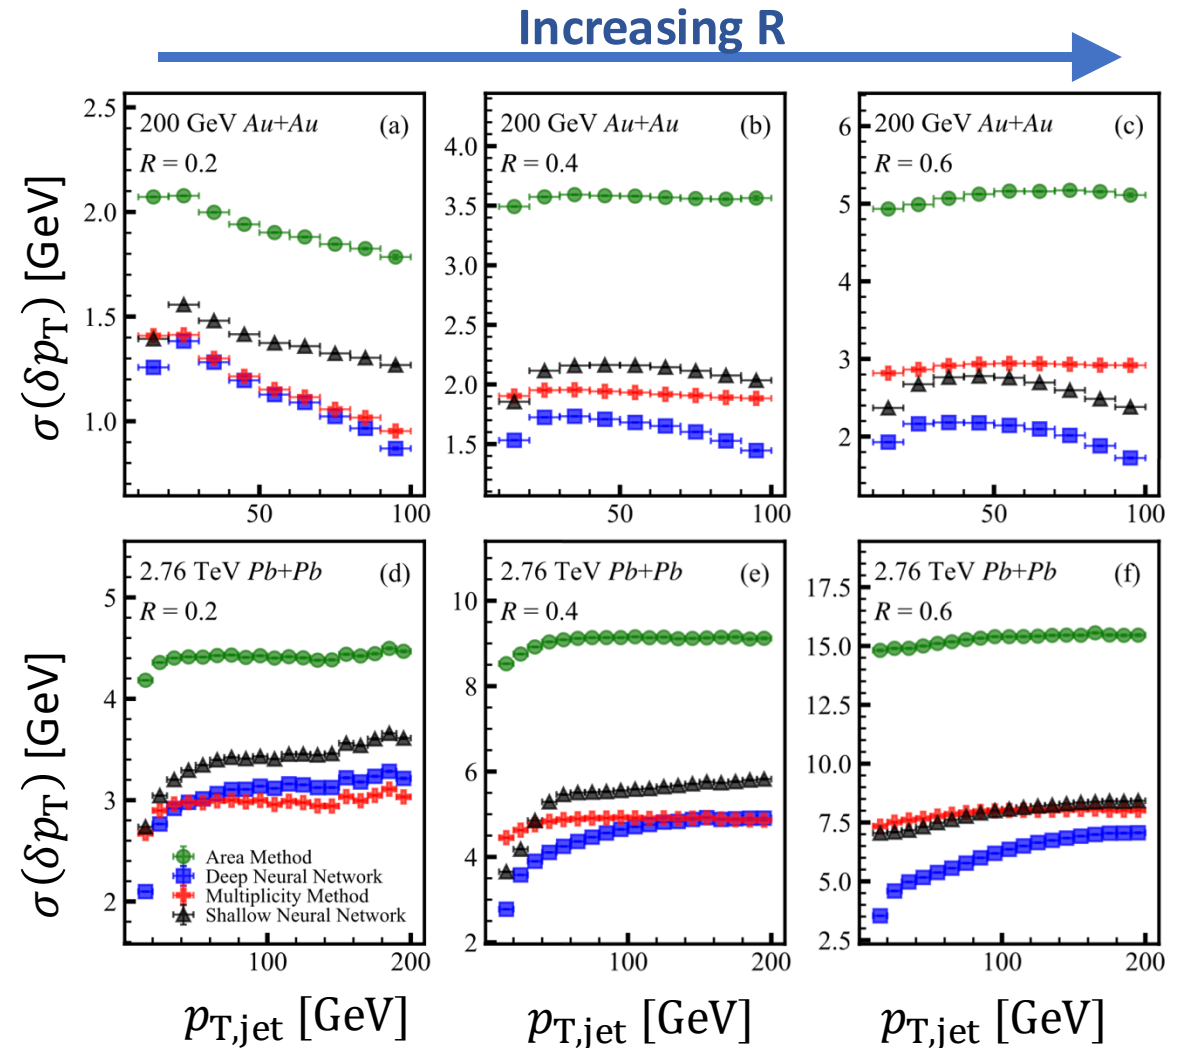 Increasing R
σ(δp_T) [GeV]
200 GeV Au+Au (a)
R = 0.2
2.5
2.0
1.5
1.0
50 100
200 GeV Au+Au (b)
R = 0.4
4.0
3.5
3.0
2.5
2.0
1.5
50 100
200 GeV Au+Au (c)
R = 0.6
6
5
4
3
2
50 100
σ(δp_T) [GeV]
2.76 TeV Pb+Pb (d)
R = 0.2
5
4
3
2
Area Method
Deep Neural Network
Multiplicity Method
Shallow Neural Network
100 200
2.76 TeV Pb+Pb (e)
R = 0.4
10
8
6
4
2
100 200
2.76 TeV Pb+Pb (f)
R = 0.6
17.5
15.0
12.5
10.0
7.5
5.0
2.5
100 200
p_T,jet [GeV]
p_T,jet [GeV]
p_T,jet [GeV]